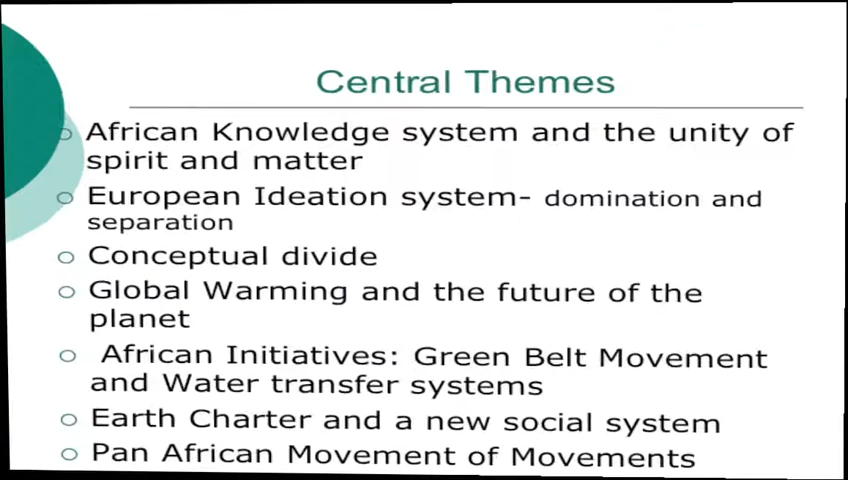 Central Themes
African Knowledge system and the unity of
spirit and matter
European Ideation system- domination and
separation
Conceptual divide
Global Warming and the future of the
planet
African Initiatives: Green Belt Movement
and Water transfer systems
Earth Charter and a new social system
Pan African Movement of Movements